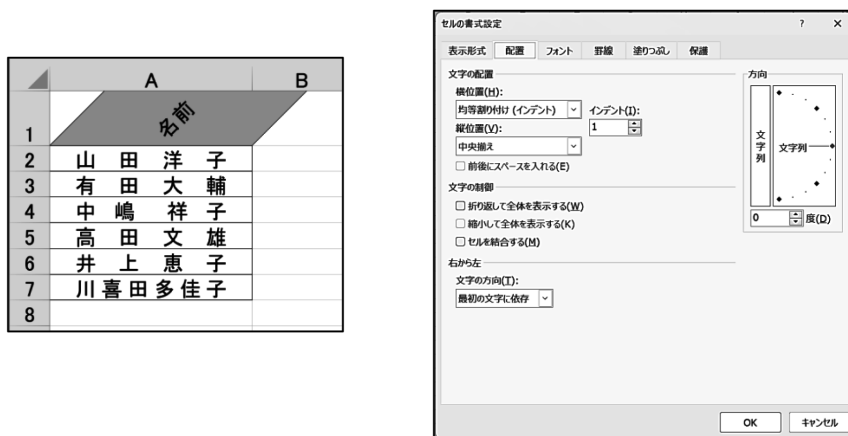 A B
1 名前
2 山田洋子
3 有田大輔
4 中嶋祥子
5 高田文雄
6 井上恵子
7 川喜田多佳子
8
セルの書式設定 ? ×
表示形式 配置 フォント 罫線 塗りつぶし 保護
文字の配置
横位置(H):
均等割り付け (インデント) インデント(I):
1
縦位置(V):
中央揃え
前後にスペースを入れる(E)
文字の制御
折り返して全体を表示する(W)
縮小して全体を表示する(K)
セルを結合する(M)
右から左
文字の方向(T):
最初の文字に依存
方向
文字列
文字列
0 度(D)
OK キャンセル